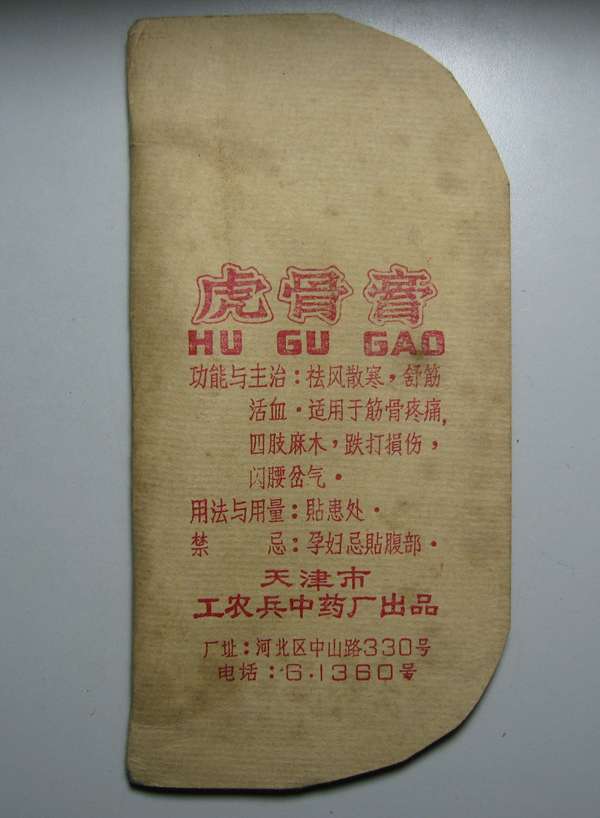 虎骨膏
HU GU GAO
功能与主治：祛风散寒，舒筋
活血．适用于筋骨疼痛，
四肢麻木，跌打損伤，
闪腰岔气．
用法与用量：貼患处．
禁　　忌：孕妇忌貼腹部．
天津市
工农兵中药厂出品
厂址：河北区中山路330号
电话：6.1360号